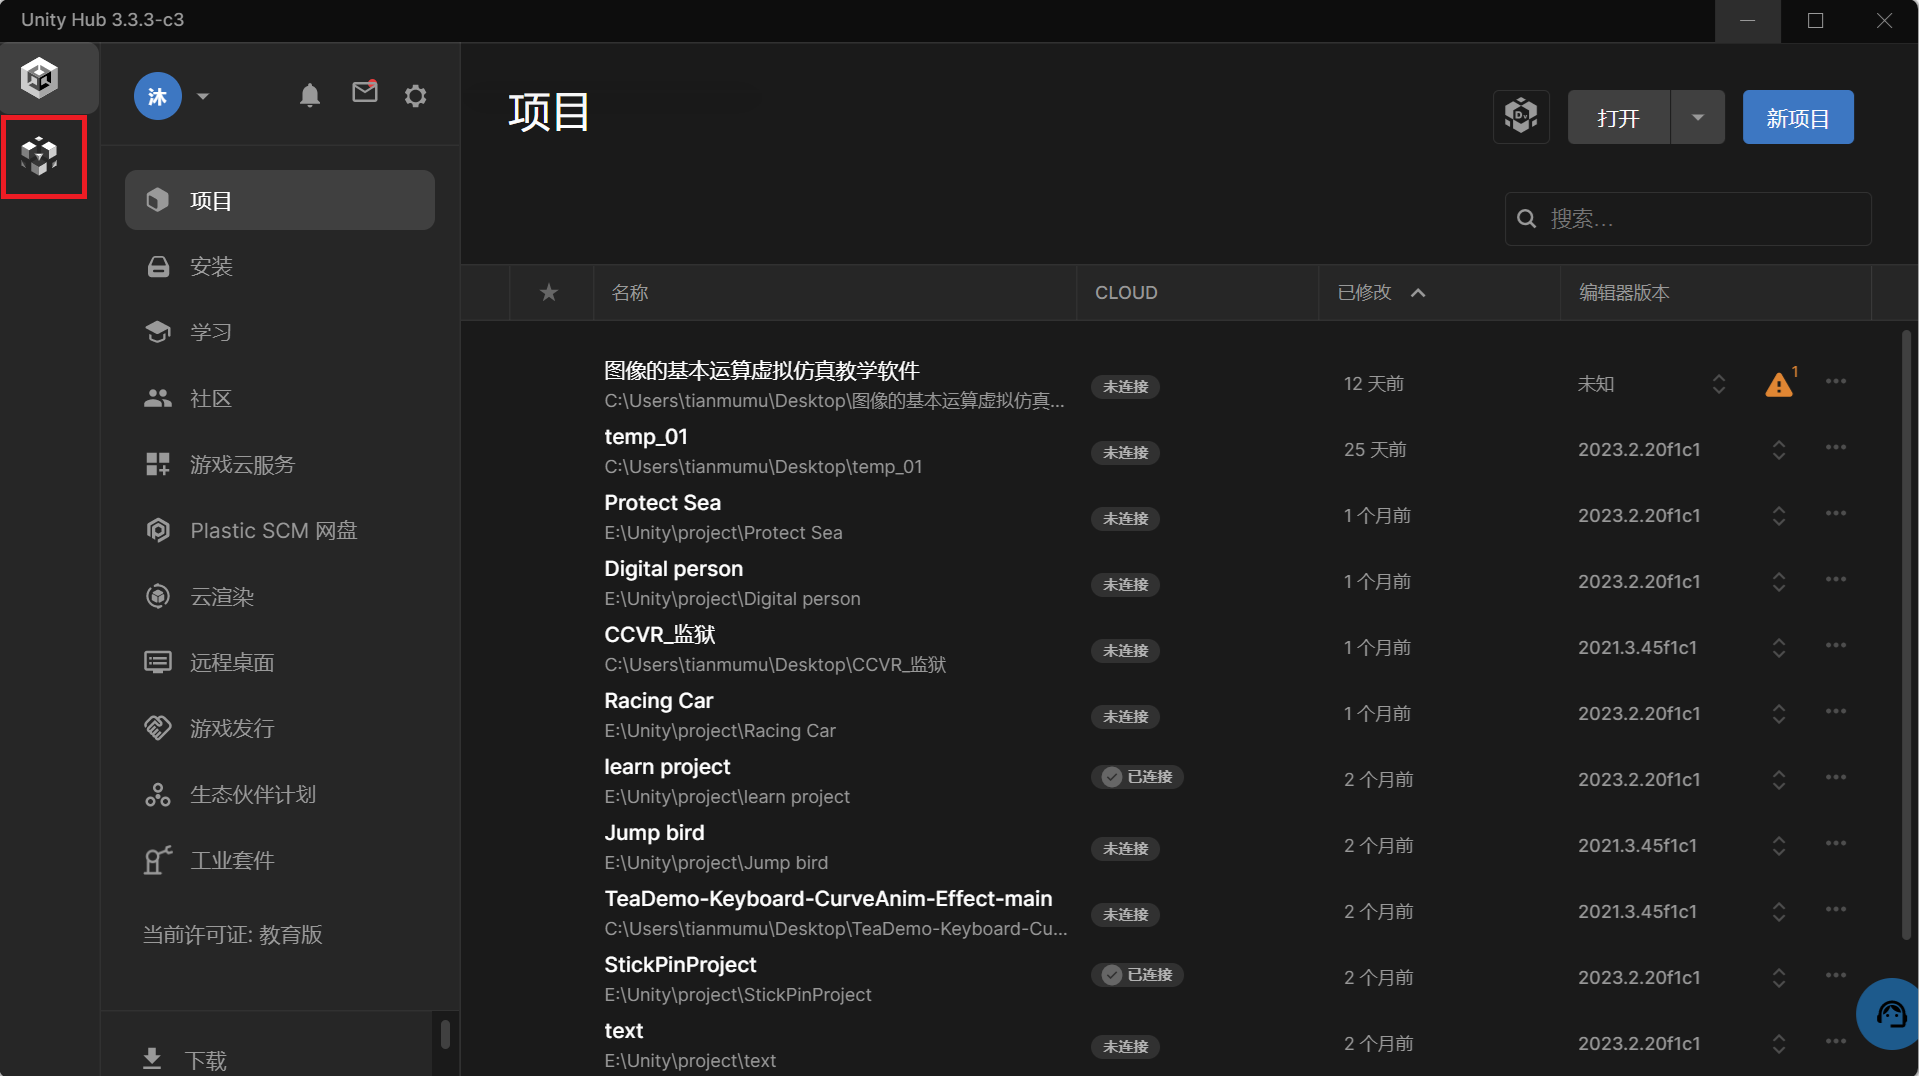 Unity Hub 3.3.3-c3
沐
项目
安装
学习
社区
游戏云服务
Plastic SCM 网盘
云渲染
远程桌面
游戏发行
生态伙伴计划
工业套件
当前许可证: 教育版
下载
项目
打开
新项目
搜索...
名称 CLOUD 已修改 编辑器版本
图像的基本运算虚拟仿真教学软件
C:\Users\tianmumu\Desktop\图像的基本运算虚拟仿真...
未连接 12 天前 未知 1
temp_01
C:\Users\tianmumu\Desktop\temp_01
未连接 25 天前 2023.2.20f1c1
Protect Sea
E:\Unity\project\Protect Sea
未连接 1 个月前 2023.2.20f1c1
Digital person
E:\Unity\project\Digital person
未连接 1 个月前 2023.2.20f1c1
CCVR_监狱
C:\Users\tianmumu\Desktop\CCVR_监狱
未连接 1 个月前 2021.3.45f1c1
Racing Car
E:\Unity\project\Racing Car
未连接 1 个月前 2023.2.20f1c1
learn project
E:\Unity\project\learn project
已连接 2 个月前 2023.2.20f1c1
Jump bird
E:\Unity\project\Jump bird
未连接 2 个月前 2021.3.45f1c1
TeaDemo-Keyboard-CurveAnim-Effect-main
C:\Users\tianmumu\Desktop\TeaDemo-Keyboard-Cu...
未连接 2 个月前 2021.3.45f1c1
StickPinProject
E:\Unity\project\StickPinProject
已连接 2 个月前 2023.2.20f1c1
text
E:\Unity\project\text
未连接 2 个月前 2023.2.20f1c1